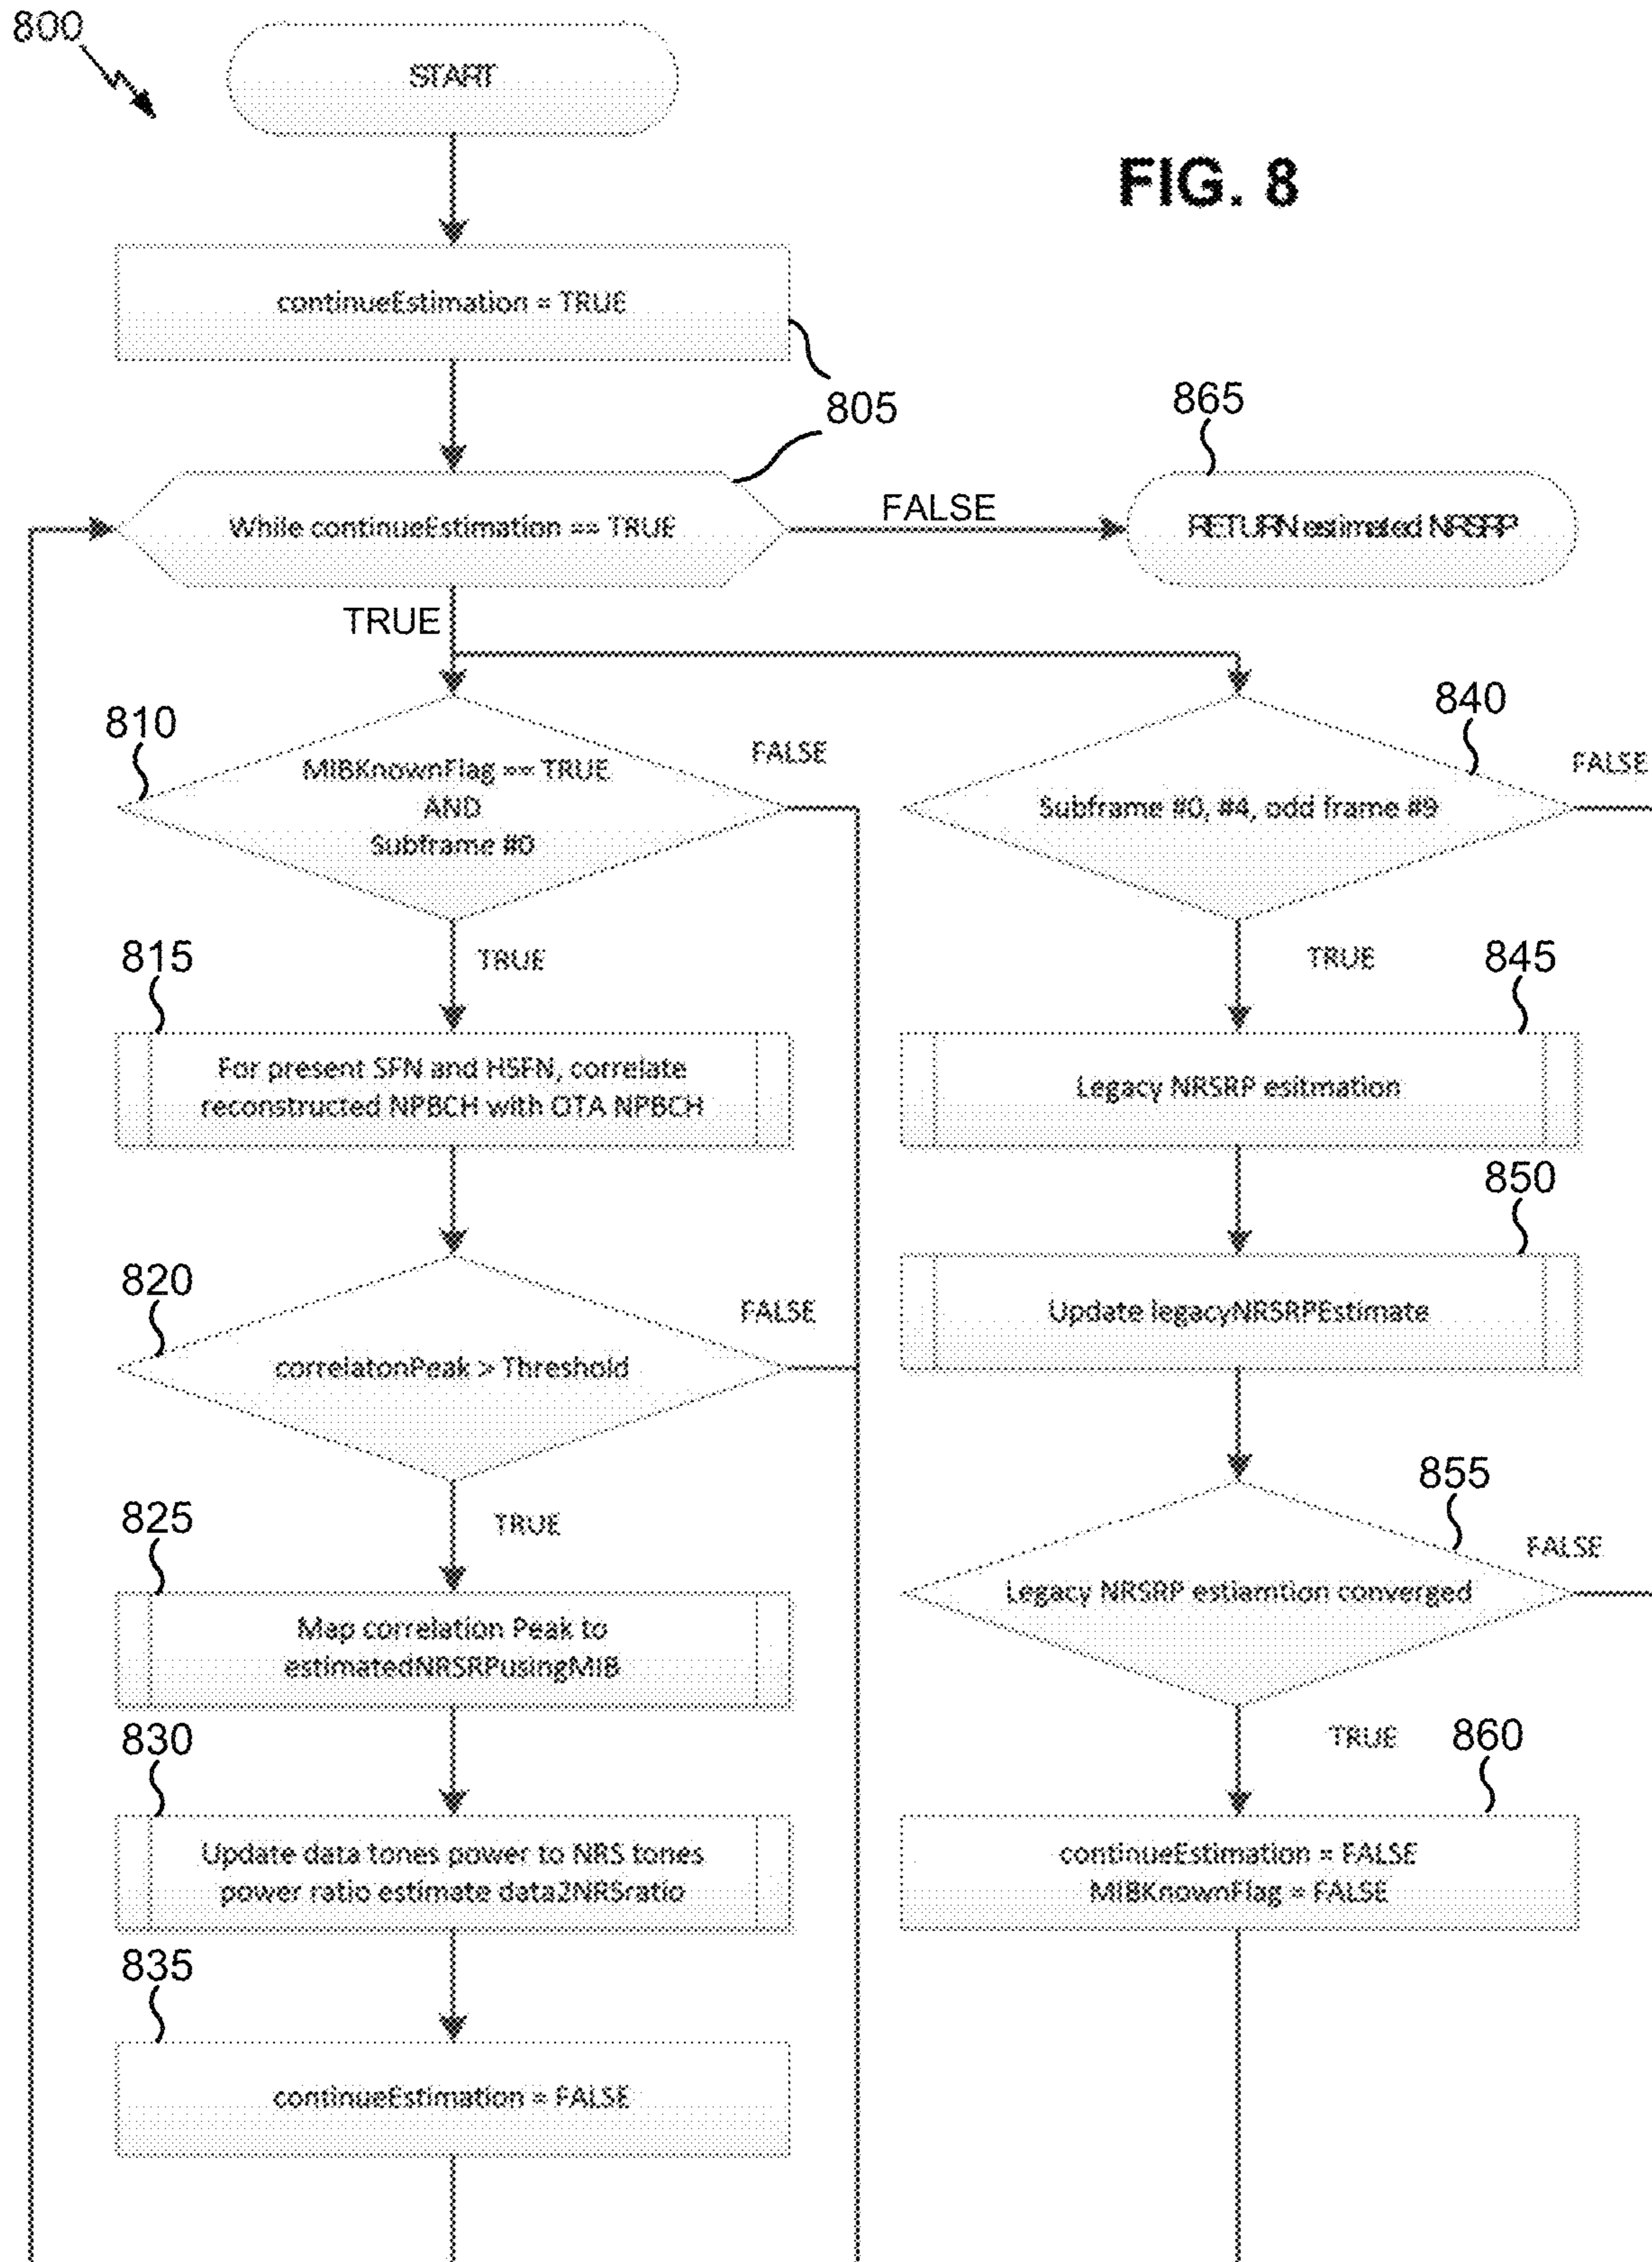 800
START
FIG. 8
continueEstimation = TRUE
805
865
While continueEstimation == TRUE
FALSE
RETURN estimated NRSRP
TRUE
810
MIBKnownFlag == TRUE
AND
Subframe #0
FALSE
840
Subframe #0, #4, odd frame #9
FALSE
TRUE
TRUE
815
For present SFN and HSFN, correlate
reconstructed NPBCH with OTA NPBCH
845
Legacy NRSRP esitmation
820
correlatonPeak > Threshold
FALSE
850
Update legacyNRSRPEstimate
TRUE
825
Map correlation Peak to
estimatedNRSRPusingMIB
855
Legacy NRSRP estiamtion converged
FALSE
TRUE
830
Update data tones power to NRS tones
power ratio estimate data2NRSratio
860
continueEstimation = FALSE
MIBKnownFlag = FALSE
835
continueEstimation = FALSE